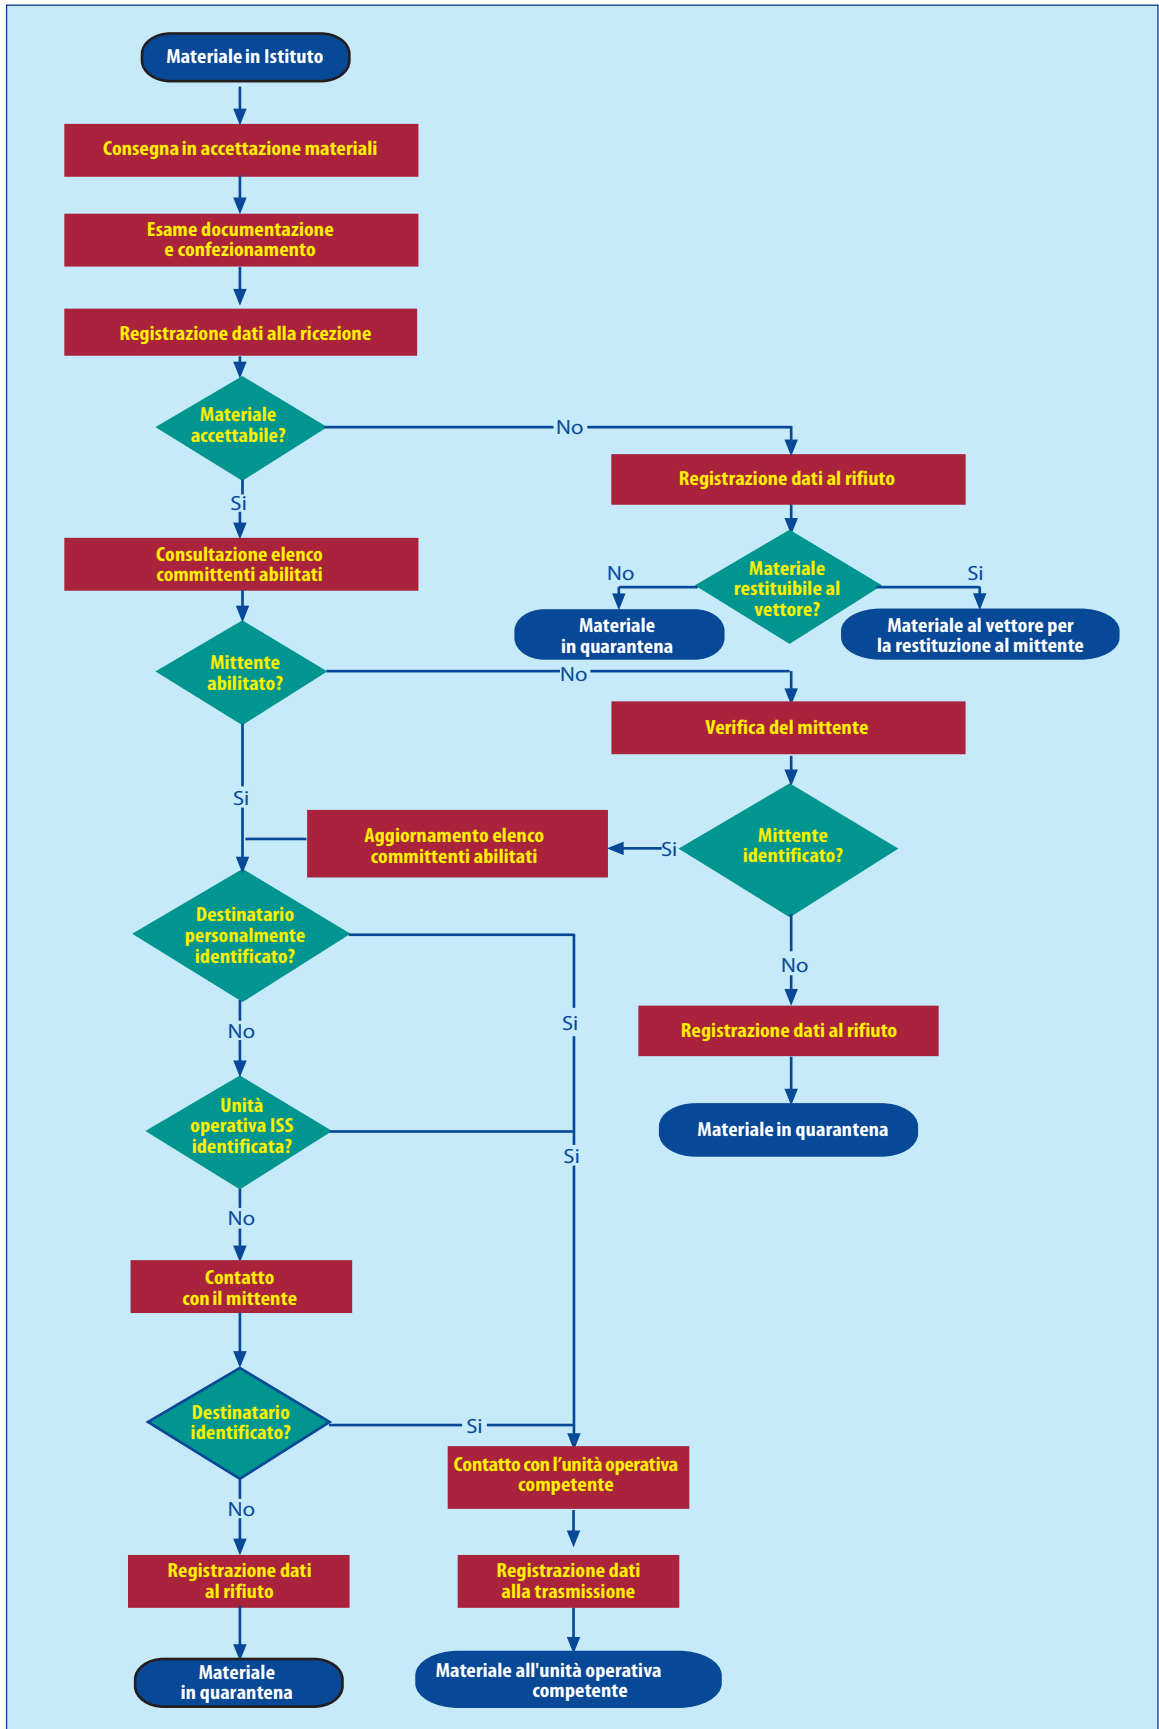 Materiale in Istituto
Consegna in accettazione materiali
Esame documentazione
e confezionamento
Registrazione dati alla ricezione
Materiale
accettabile?
No
Registrazione dati al rifiuto
Si
Consultazione elenco
committenti abilitati
Materiale
restituibile al
vettore?
No
Si
Materiale
in quarantena
Materiale al vettore per
la restituzione al mittente
Mittente
abilitato?
No
Verifica del mittente
Si
Aggiornamento elenco
committenti abilitati
Si
Mittente
identificato?
Destinatario
personalmente
identificato?
No
Si
No
Registrazione dati al rifiuto
Unità
operativa ISS
identificata?
Materiale in quarantena
Si
No
Contatto
con il mittente
Destinatario
identificato?
Si
Contatto con l'unità operativa
competente
No
Registrazione dati
al rifiuto
Registrazione dati
alla trasmissione
Materiale
in quarantena
Materiale all'unità operativa
competente